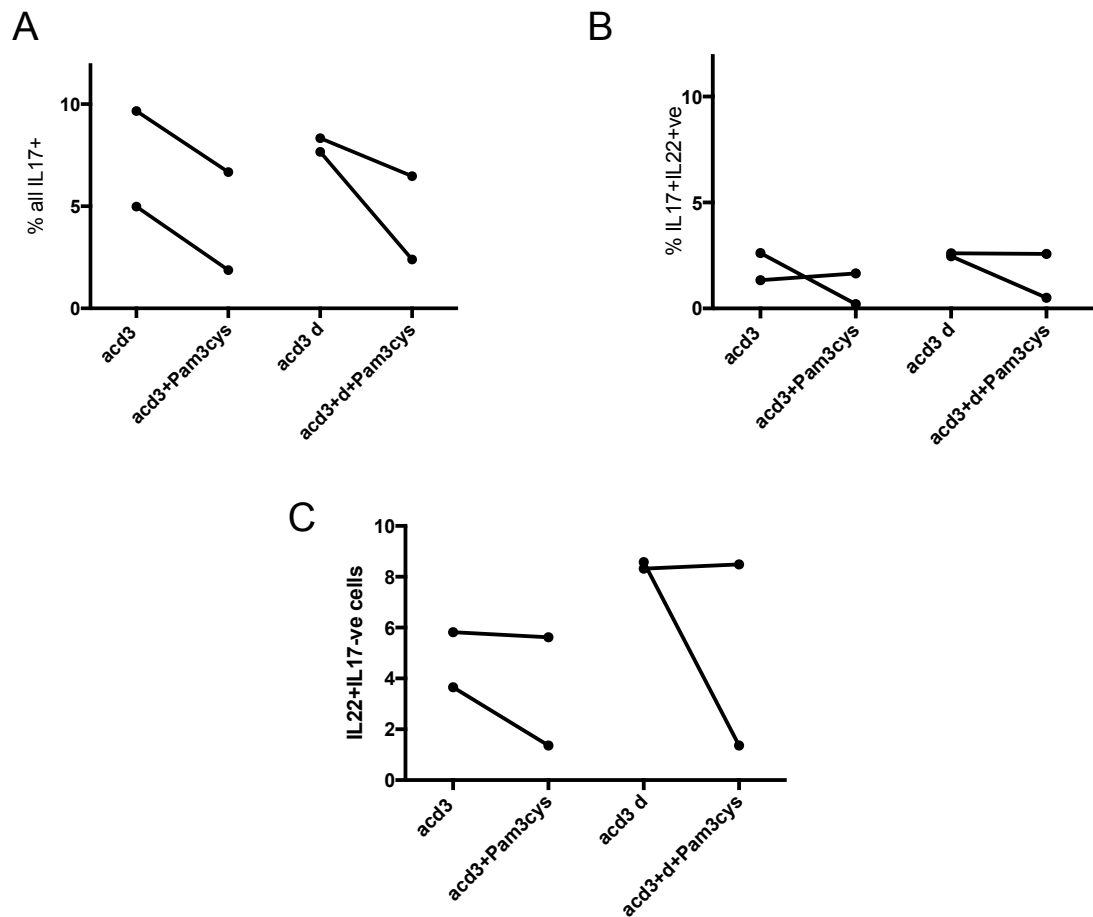 A
% all IL17+
10
5
0
acd3
acd3+Pam3cys
acd3 d
acd3+d+Pam3cys
B
% IL17+IL22+ve
10
5
0
acd3
acd3+Pam3cys
acd3 d
acd3+d+Pam3cys
C
IL22+IL17-ve cells
10
8
6
4
2
0
acd3
acd3+Pam3cys
acd3 d
acd3+d+Pam3cys